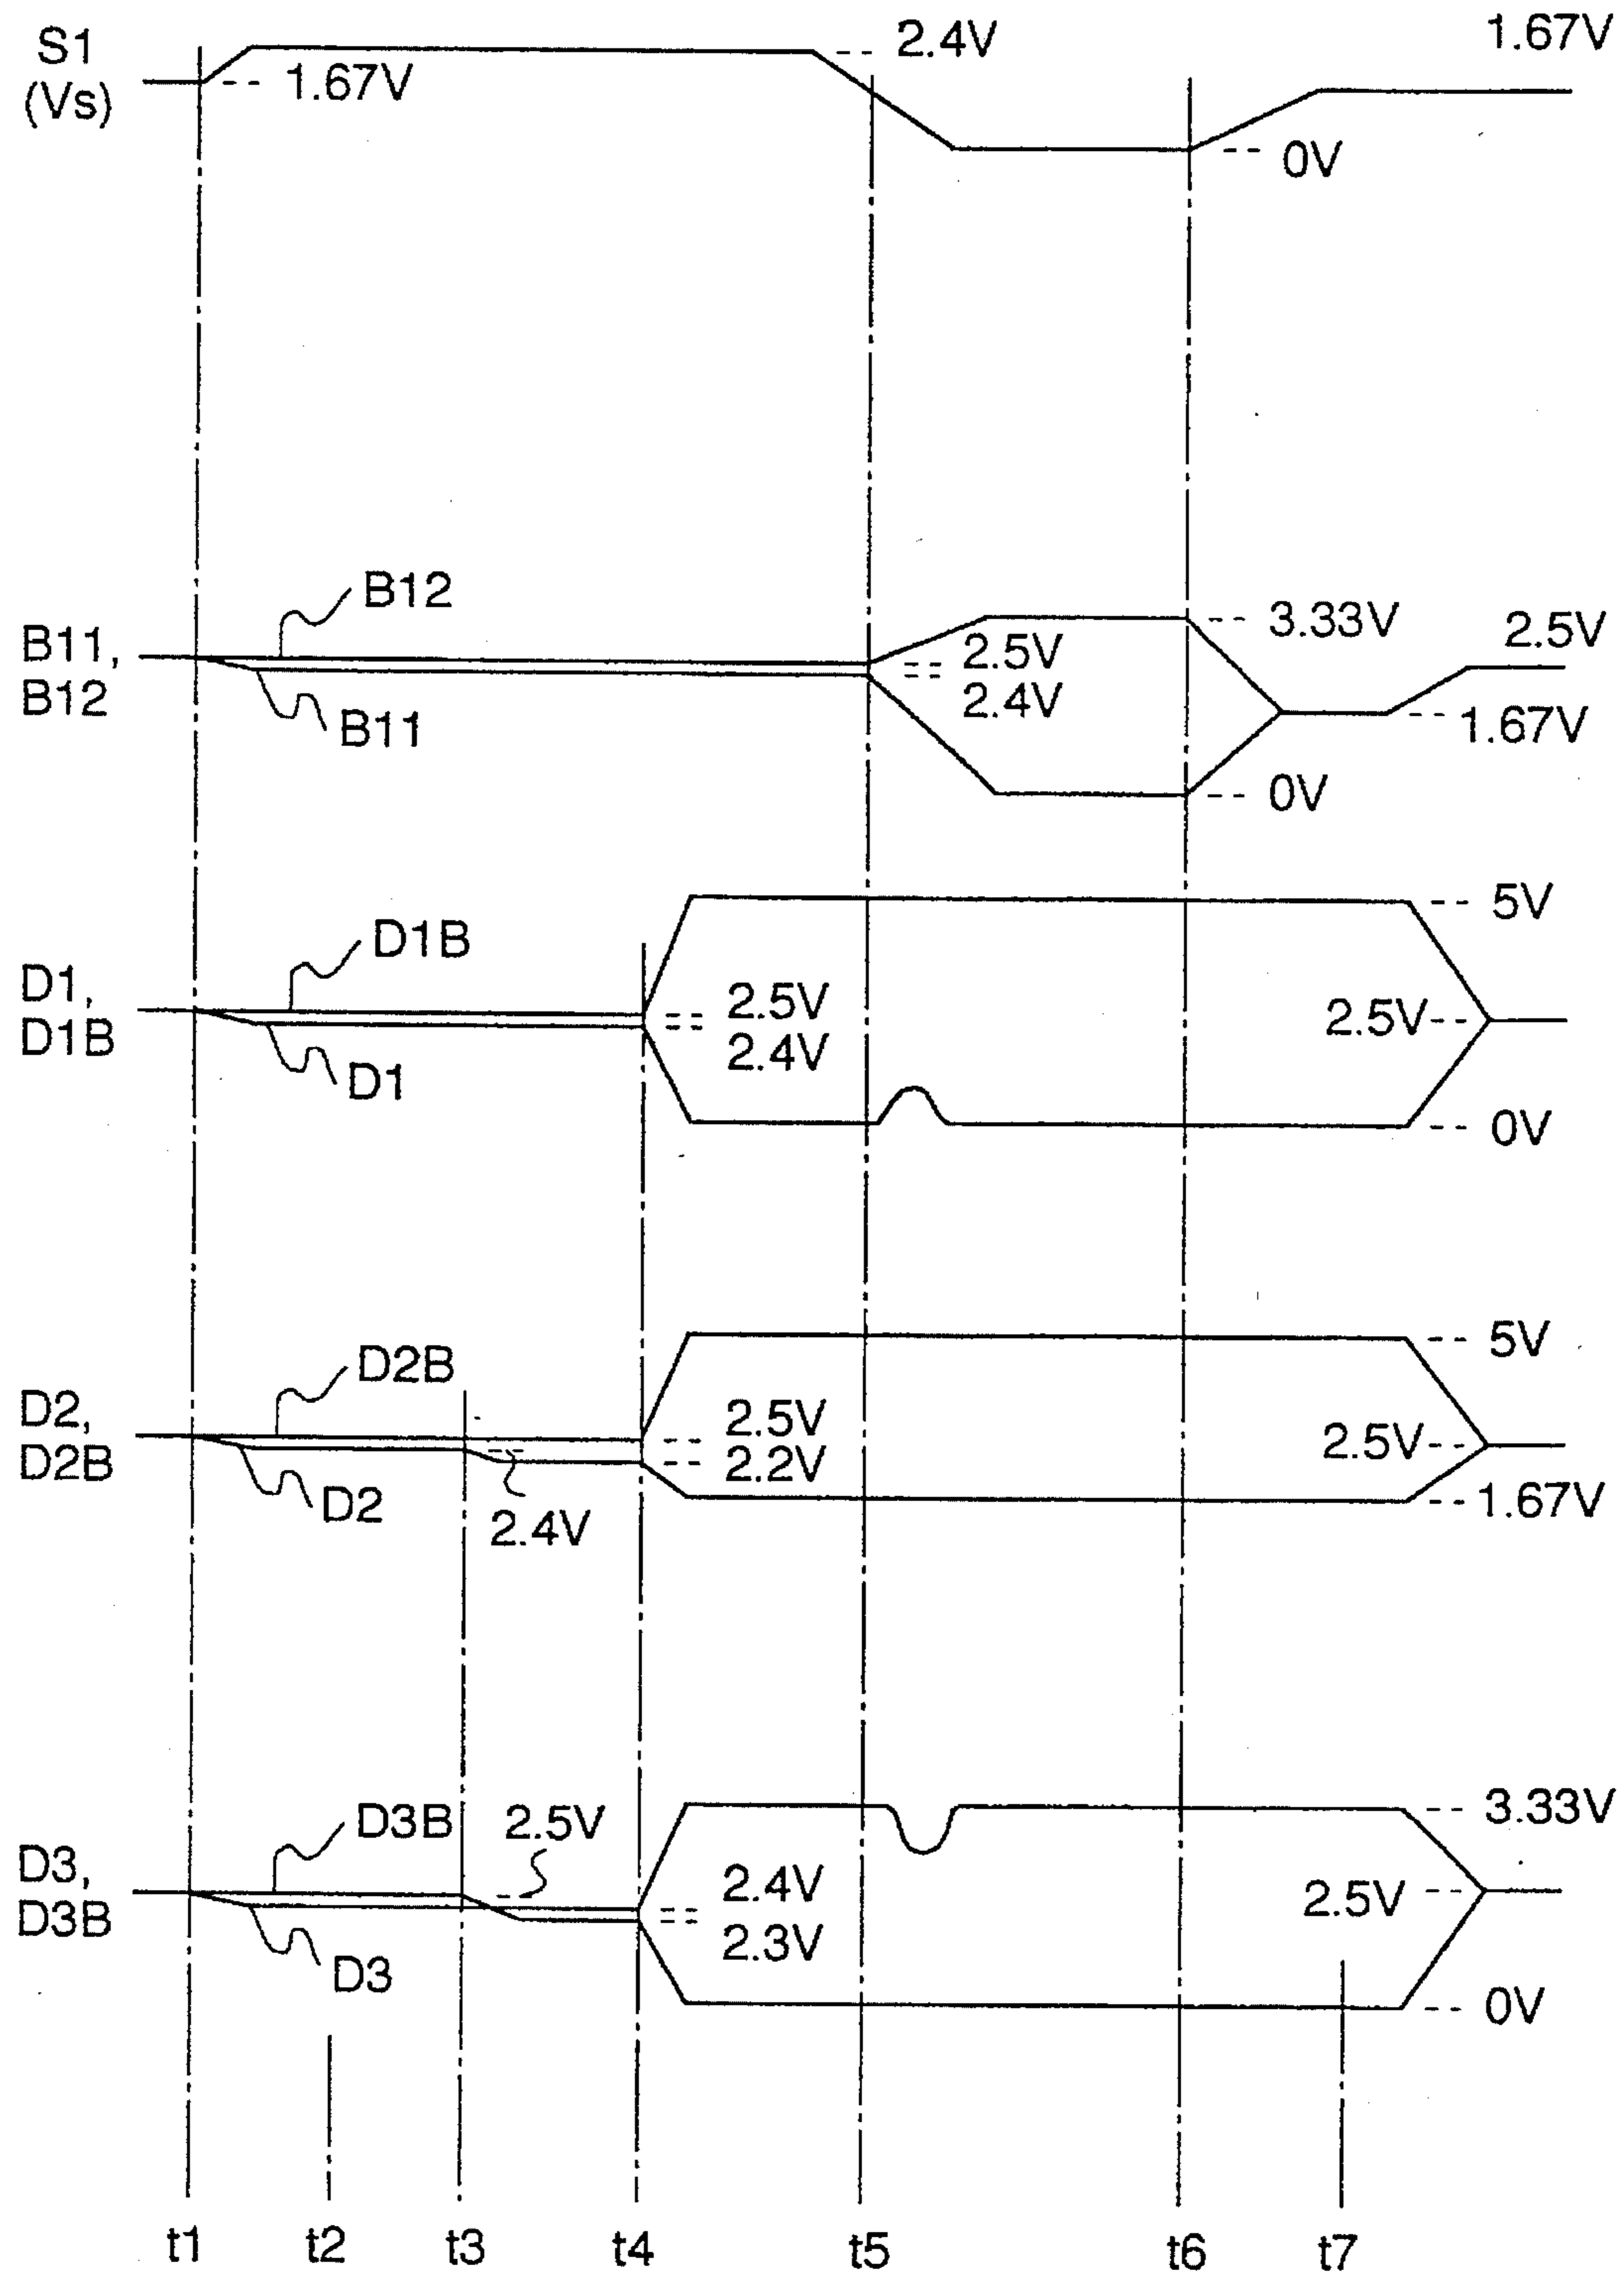 S1
(Vs)
1.67V
2.4V
0V
1.67V
B11,
B12
B12
B11
2.5V
2.4V
3.33V
0V
2.5V
1.67V
D1,
D1B
D1B
D1
2.5V
2.4V
5V
2.5V
0V
D2,
D2B
D2B
D2
2.4V
2.5V
2.2V
5V
2.5V
1.67V
D3,
D3B
D3B
D3
2.5V
2.4V
2.3V
3.33V
2.5V
0V
t1 t2 t3 t4 t5 t6 t7